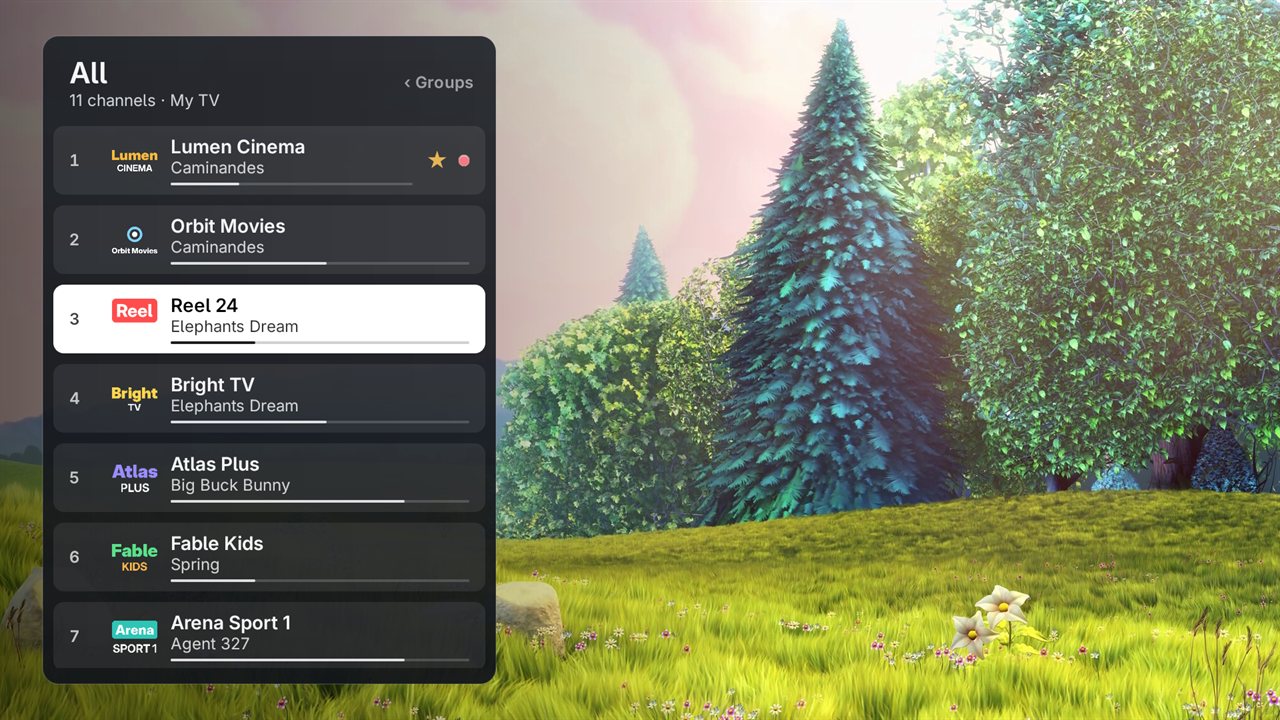 All
11 channels · My TV
‹ Groups
1
Lumen
CINEMA
Lumen Cinema
Caminandes
2
Orbit Movies
Orbit Movies
Caminandes
3
Reel
Reel 24
Elephants Dream
4
Bright
TV
Bright TV
Elephants Dream
5
Atlas
PLUS
Atlas Plus
Big Buck Bunny
6
Fable
KIDS
Fable Kids
Spring
7
Arena
SPORT 1
Arena Sport 1
Agent 327